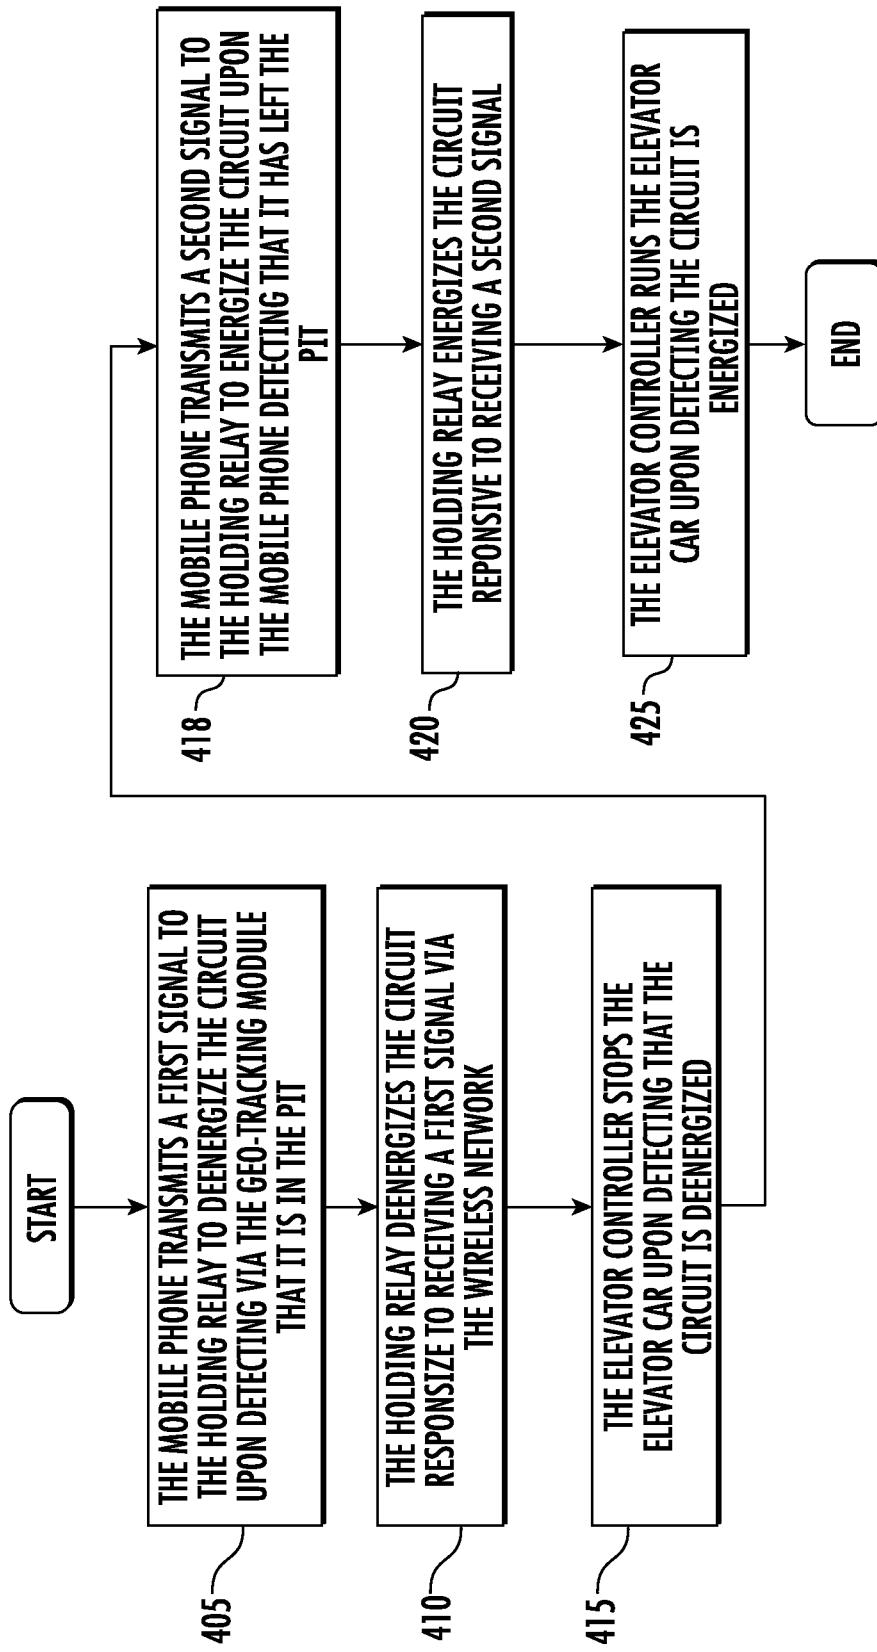 START
THE MOBILE PHONE TRANSMITS A FIRST SIGNAL TO
THE HOLDING RELAY TO DEENERGIZE THE CIRCUIT
UPON DETECTING VIA THE GEO-TRACKING MODULE
THAT IT IS IN THE PIT
405
THE HOLDING RELAY DEENERGIZES THE CIRCUIT
RESPONSIZE TO RECEIVING A FIRST SIGNAL VIA
THE WIRELESS NETWORK
410
THE ELEVATOR CONTROLLER STOPS THE
ELEVATOR CAR UPON DETECTING THAT THE
CIRCUIT IS DEENERGIZED
415
THE MOBILE PHONE TRANSMITS A SECOND SIGNAL TO
THE HOLDING RELAY TO ENERGIZE THE CIRCUIT UPON
THE MOBILE PHONE DETECTING THAT IT HAS LEFT THE
PIT
418
THE HOLDING RELAY ENERGIZES THE CIRCUIT
REPONSIVE TO RECEIVING A SECOND SIGNAL
420
THE ELEVATOR CONTROLLER RUNS THE ELEVATOR
CAR UPON DETECTING THE CIRCUIT IS
ENERGIZED
425
END